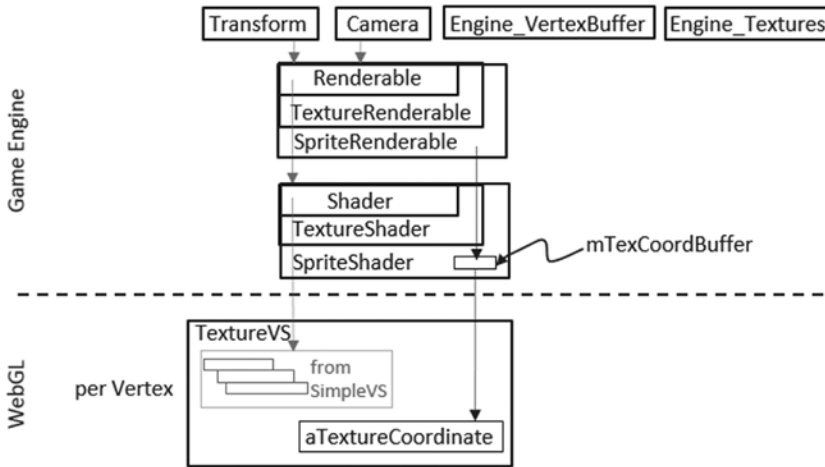 Transform
Camera
Engine_VertexBuffer
Engine_Textures
Game Engine
Renderable
TextureRenderable
SpriteRenderable
Shader
TextureShader
SpriteShader
mTexCoordBuffer
WebGL
TextureVS
per Vertex
from
SimpleVS
aTextureCoordinate